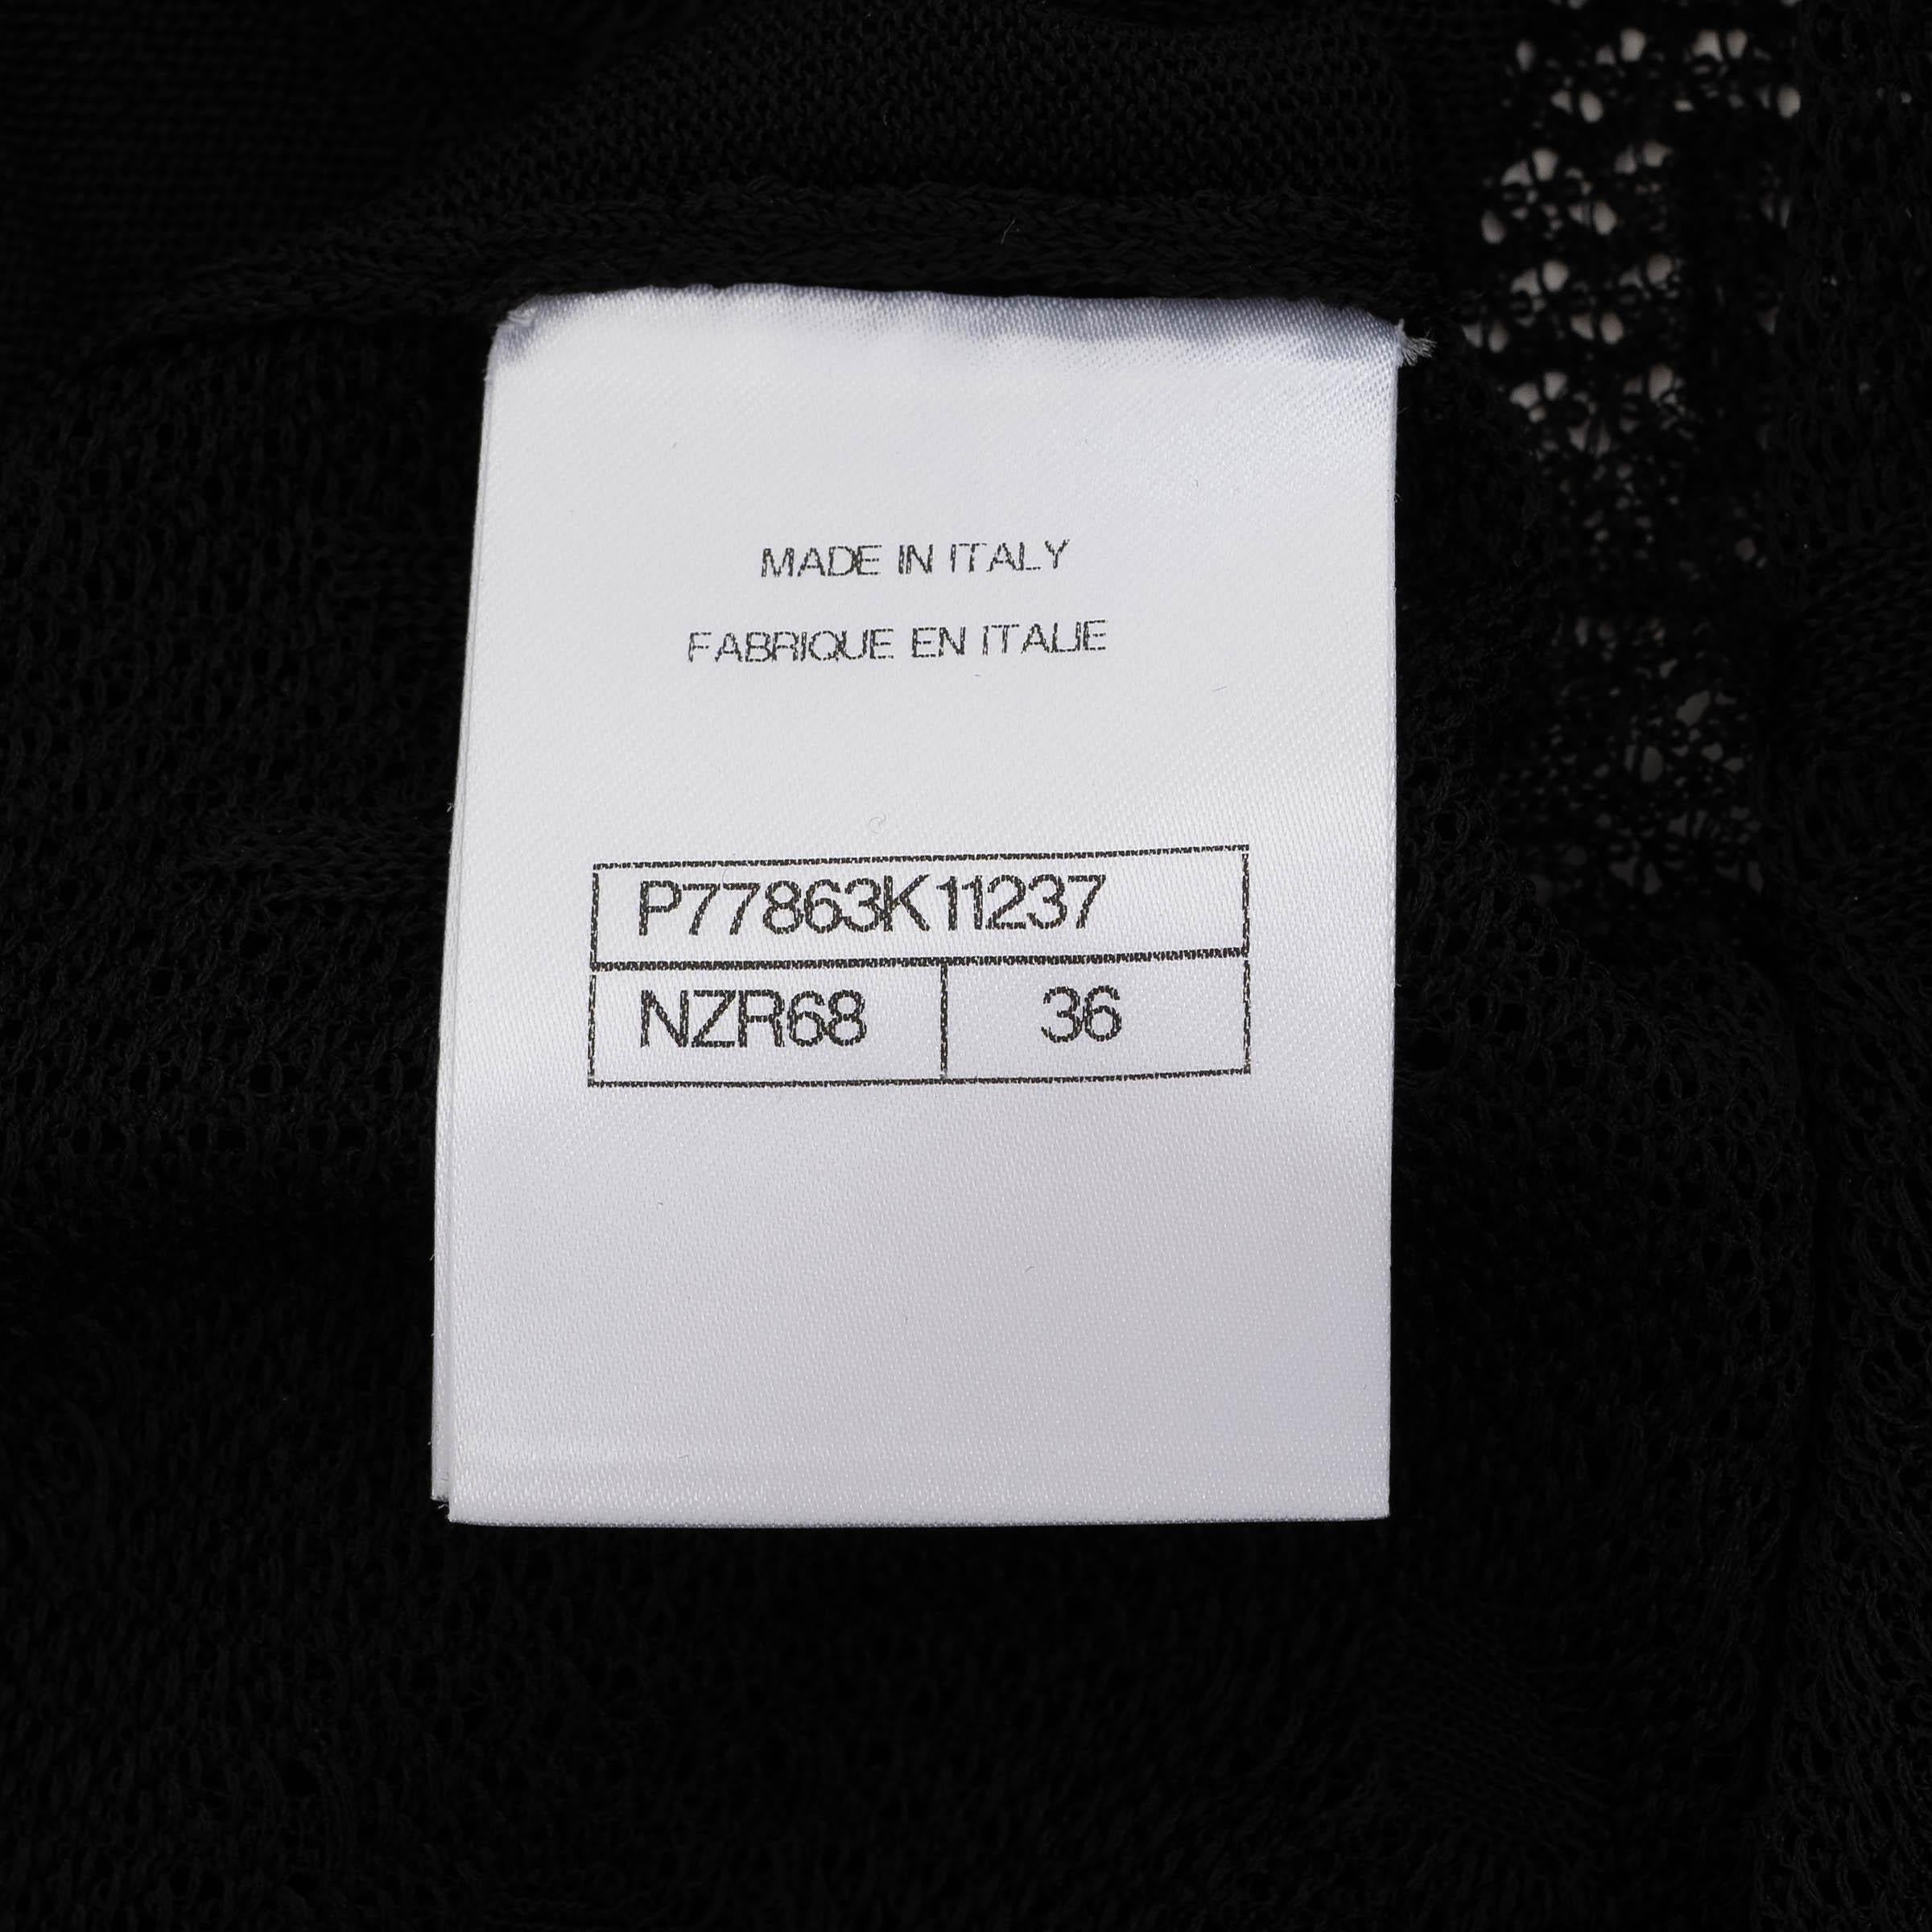 MADE IN ITALY
FABRIQUE EN ITALIE
P77863K11237
NZR68 36